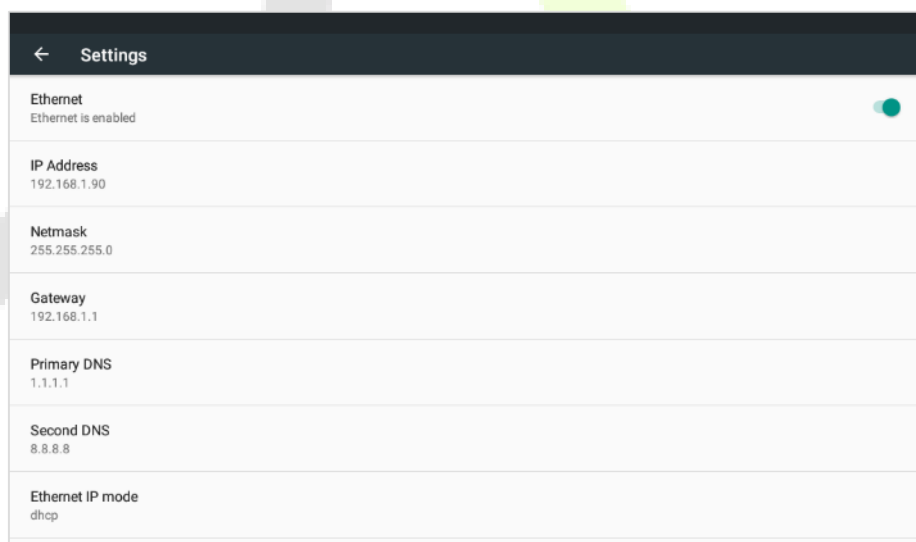 Settings
Ethernet
Ethernet is enabled
IP Address
192.168.1.90
Netmask
255.255.255.0
Gateway
192.168.1.1
Primary DNS
1.1.1.1
Second DNS
8.8.8.8
Ethernet IP mode
dhcp